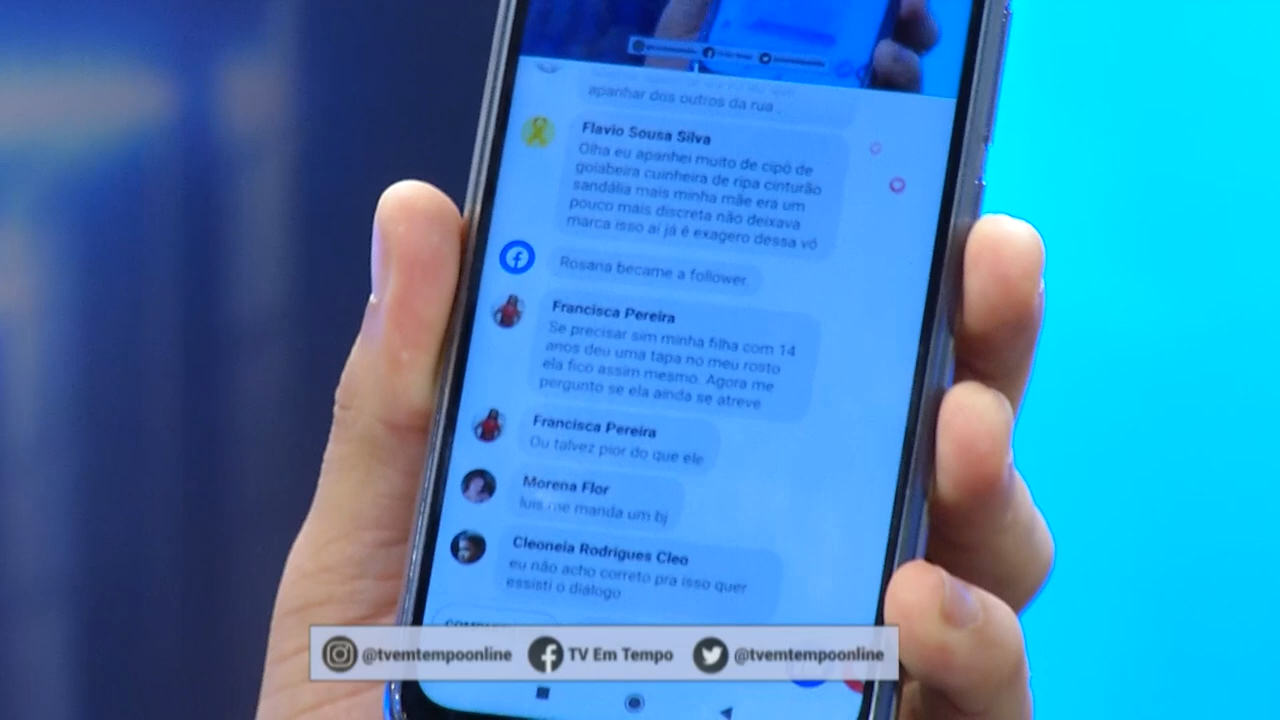 apanhar dos outros da rua
Flavio Sousa Silva
Olha eu apanhei muito de cipó de
goiabeira cuinheira de ripa cinturão
sandália mais minha mãe era um
pouco mais discreta não deixava
marca isso aí já é exagero dessa vó
Rosana became a follower.
Francisca Pereira
Se precisar sim minha filha com 14
anos deu uma tapa no meu rosto
ela fico assim mesmo. Agora me
pergunto se ela ainda se atreve
Francisca Pereira
Ou talvez pior do que ele
Morena Flor
luis me manda um bj
Cleoneia Rodrigues Cleo
eu não acho correto pra isso quer
essisti o diálogo
@tvemtempoonline TV Em Tempo @tvemtempoonline